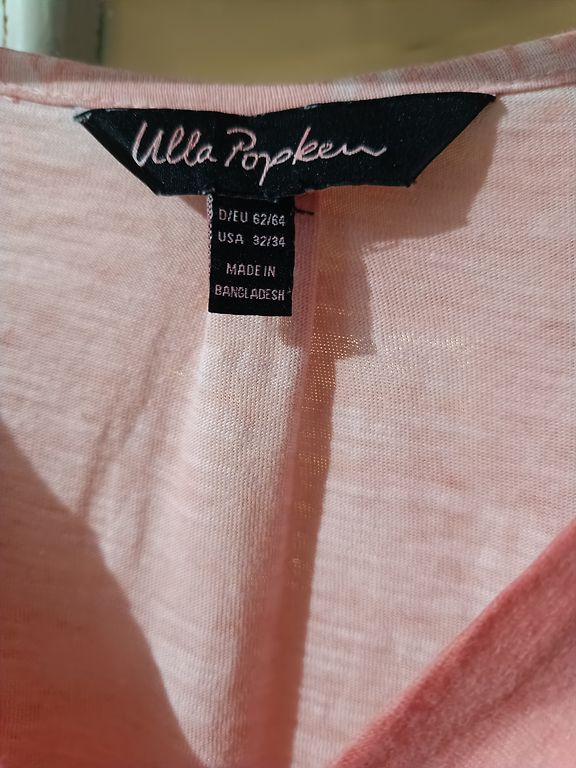 Ulla Popken
D/EU 62/64
USA 32/34
MADE IN
BANGLADESH